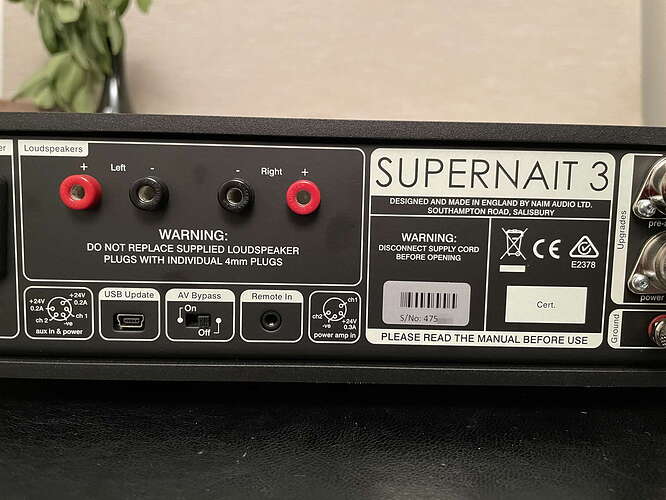 er
Loudspeakers
+ Left - - Right +
WARNING:
DO NOT REPLACE SUPPLIED LOUDSPEAKER
PLUGS WITH INDIVIDUAL 4mm PLUGS
+24V
0.2A
+24V
0.2A
ch 2
ch 1
-ve
aux in & power
USB Update
AV Bypass
On
Off
Remote In
ch1
ch2
+24V
0.3A
-ve
power amp in
SUPERNAIT 3
DESIGNED AND MADE IN ENGLAND BY NAIM AUDIO LTD.
SOUTHAMPTON ROAD, SALISBURY
WARNING:
DISCONNECT SUPPLY CORD
BEFORE OPENING
CE
E2378
S/No: 475
Cert.
PLEASE READ THE MANUAL BEFORE USE
Upgrades
pre-a
power
Ground